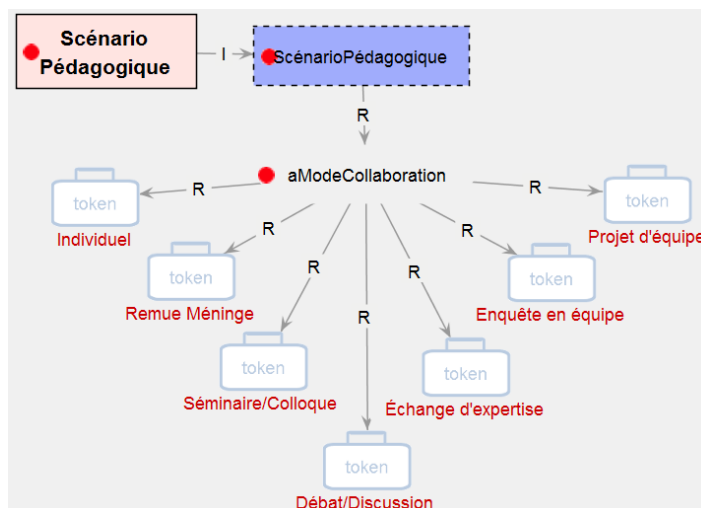 Scénario
Pédagogique
I
ScénarioPédagogique
R
aModeCollaboration
R
R
token
token
Individuel
Projet d'équipe
R
R
token
token
Remue Méninge
Enquête en équipe
R
R
R
token
token
Séminaire/Colloque
Échange d'expertise
token
Débat/Discussion